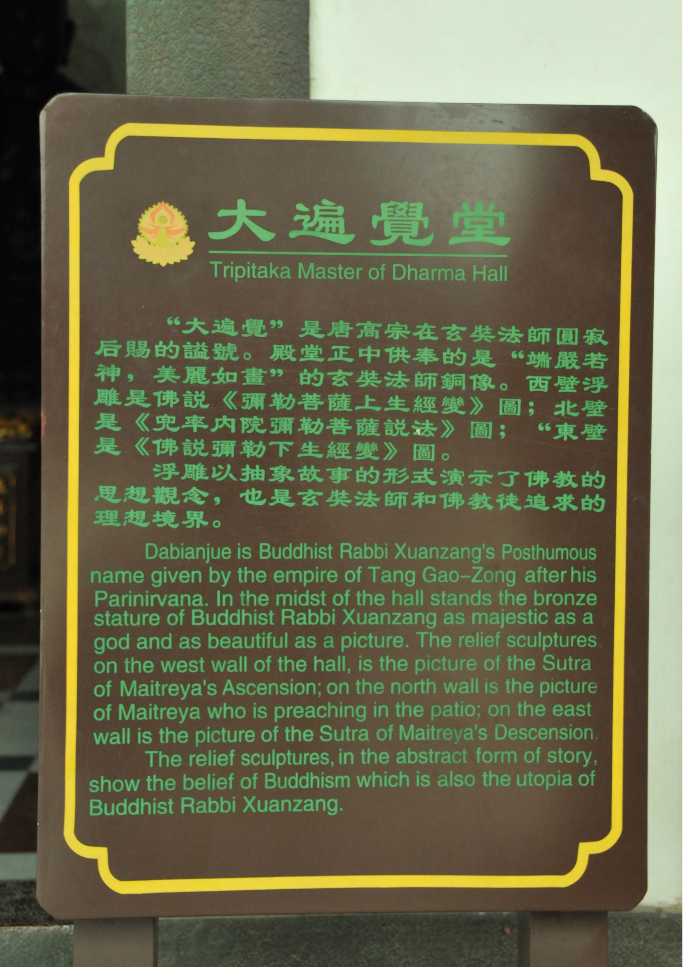 大遍覺堂
Tripitaka Master of Dharma Hall
“大遍覺”是唐高宗在玄奘法師圓寂
后賜的謚號。殿堂正中供奉的是“端嚴若
神，美麗如畫”的玄奘法師銅像。西壁浮
雕是佛説《彌勒菩薩上生經變》圖；北壁
是《兜率内院彌勒菩薩説法》圖；“東壁
是《佛説彌勒下生經變》圖。
浮雕以抽象故事的形式演示了佛教的
思想觀念，也是玄奘法師和佛教徒追求的
理想境界。
Dabianjue is Buddhist Rabbi Xuanzang's Posthumous
name given by the empire of Tang Gao-Zong after his
Parinirvana. In the midst of the hall stands the bronze
stature of Buddhist Rabbi Xuanzang as majestic as a
god and as beautiful as a picture. The relief sculptures
on the west wall of the hall, is the picture of the Sutra
of Maitreya's Ascension; on the north wall is the picture
of Maitreya who is preaching in the patio; on the east
wall is the picture of the Sutra of Maitreya's Descension.
The relief sculptures, in the abstract form of story,
show the belief of Buddhism which is also the utopia of
Buddhist Rabbi Xuanzang.